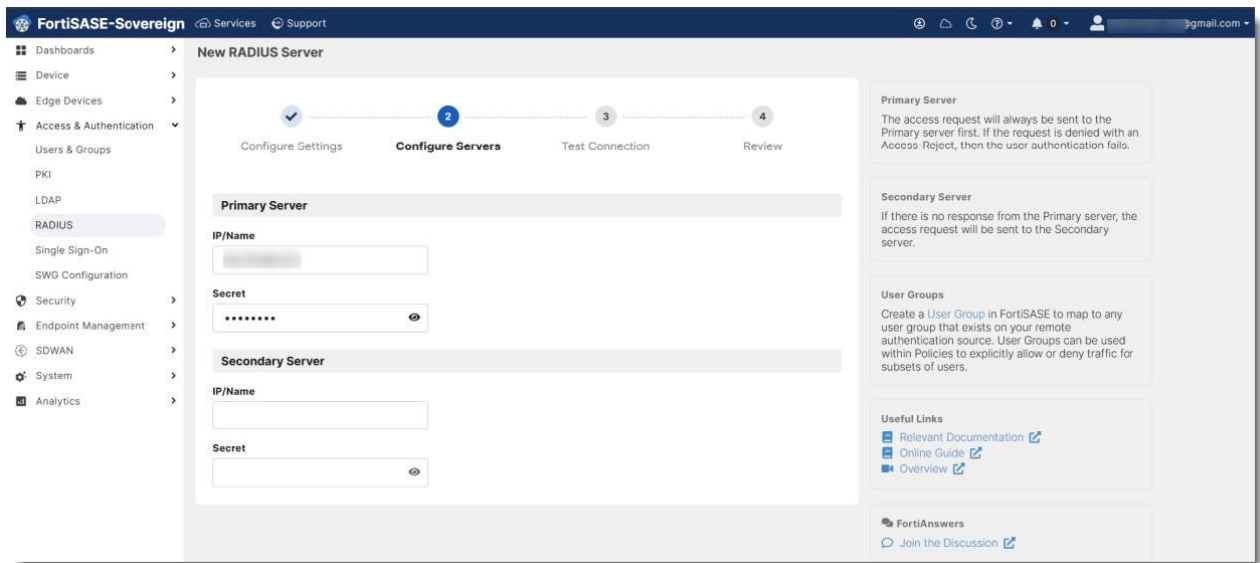 FortiSASE-Sovereign Services Support 0 @gmail.com
Dashboards
Device
Edge Devices
Access & Authentication
Users & Groups
PKI
LDAP
RADIUS
Single Sign-On
SWG Configuration
Security
Endpoint Management
SDWAN
System
Analytics
New RADIUS Server
2 3 4
Configure Settings Configure Servers Test Connection Review
Primary Server
IP/Name
Secret
••••••••
Secondary Server
IP/Name
Secret
Primary Server
The access request will always be sent to the
Primary server first. If the request is denied with an
Access-Reject, then the user authentication fails.
Secondary Server
If there is no response from the Primary server, the
access request will be sent to the Secondary
server.
User Groups
Create a User Group in FortiSASE to map to any
user group that exists on your remote
authentication source. User Groups can be used
within Policies to explicitly allow or deny traffic for
subsets of users.
Useful Links
Relevant Documentation
Online Guide
Overview
FortiAnswers
Join the Discussion